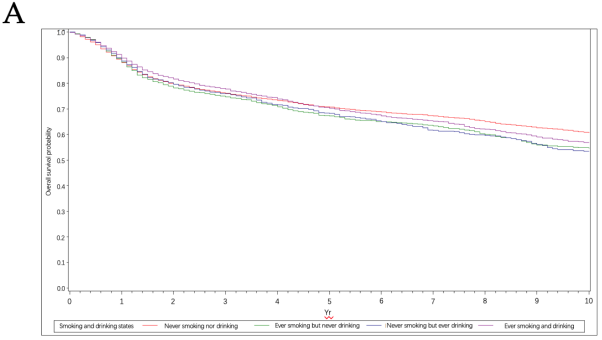 A
1.0
0.9
0.8
0.7
0.6
0.5
0.4
0.3
0.2
0.1
0.0
Overall survival probability
0 1 2 3 4 5 6 7 8 9 10
Yr
Smoking and drinking states Never smoking nor drinking Ever smoking but never drinking Never smoking but ever drinking Ever smoking and drinking